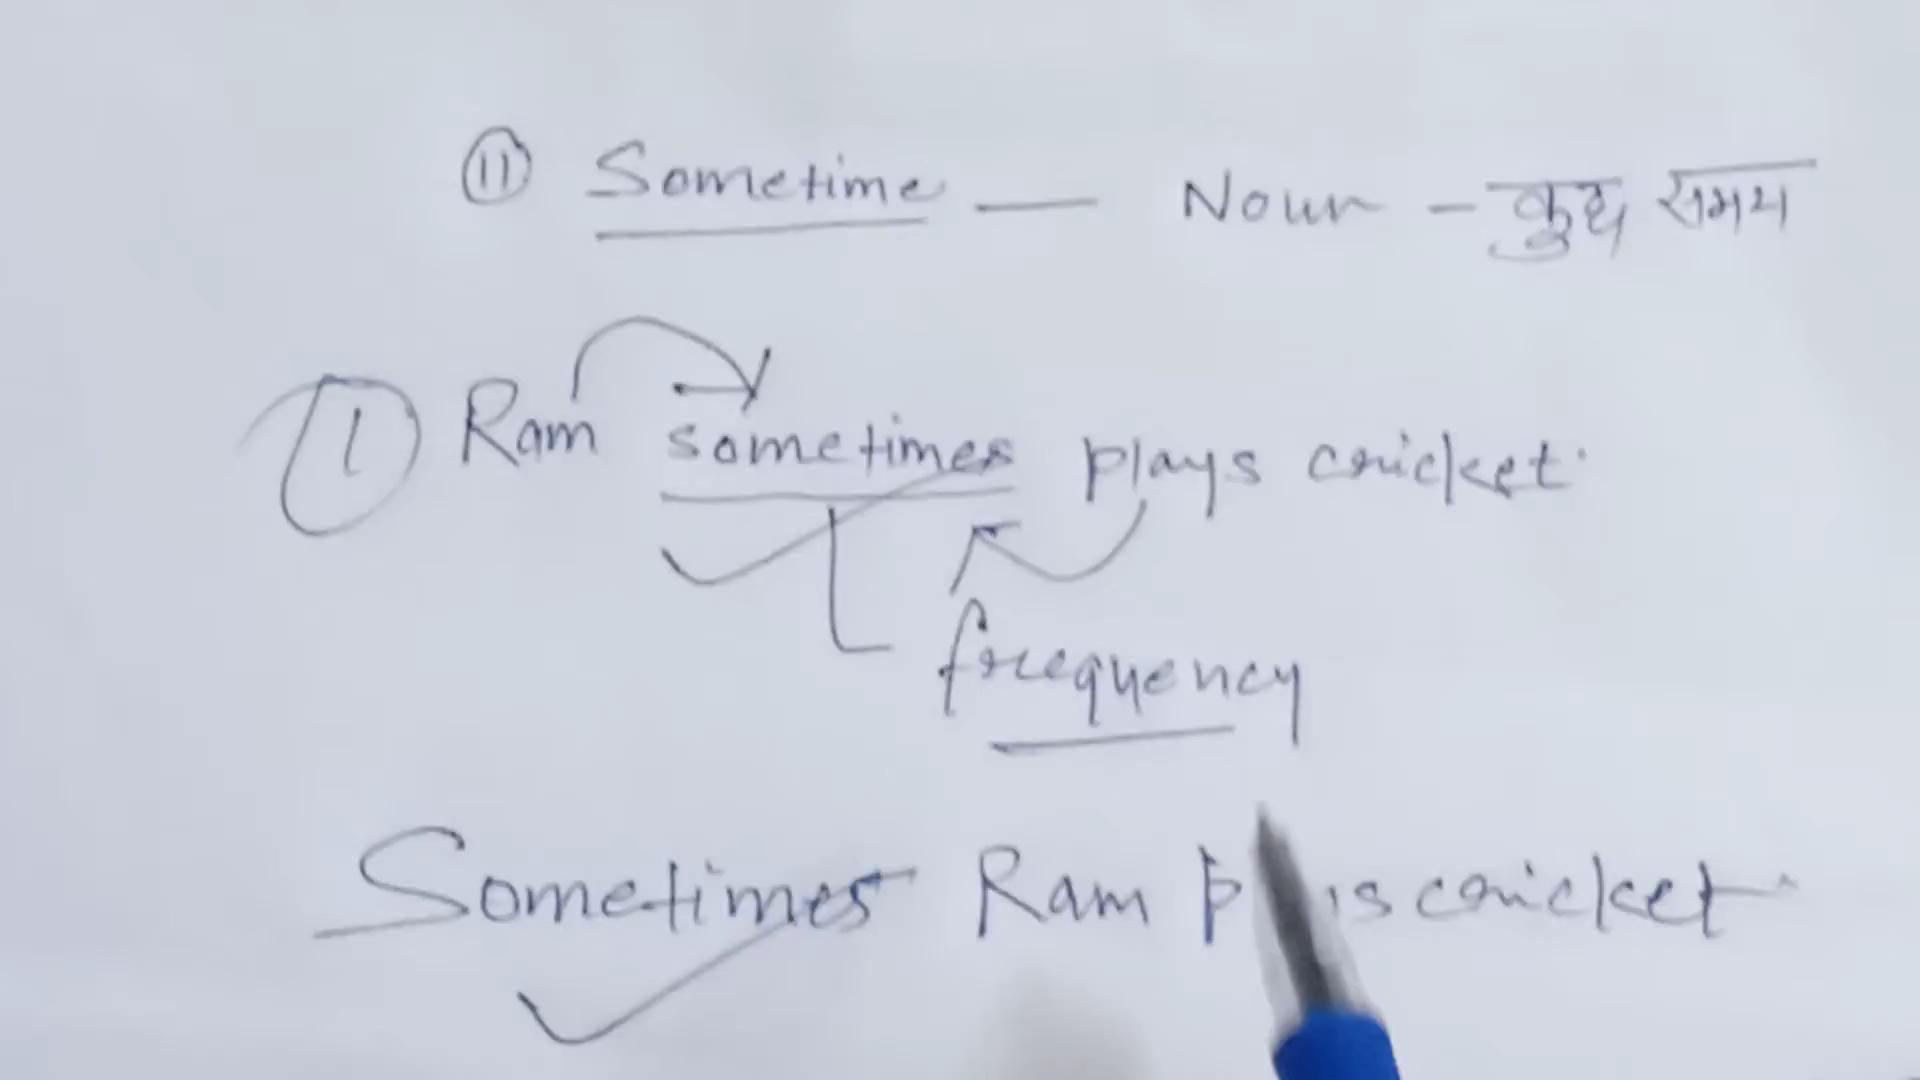 (11) Sometime — Noun - कुछ समय
(1) Ram sometimes plays cricket.
frequency
Sometimes Ram cricket